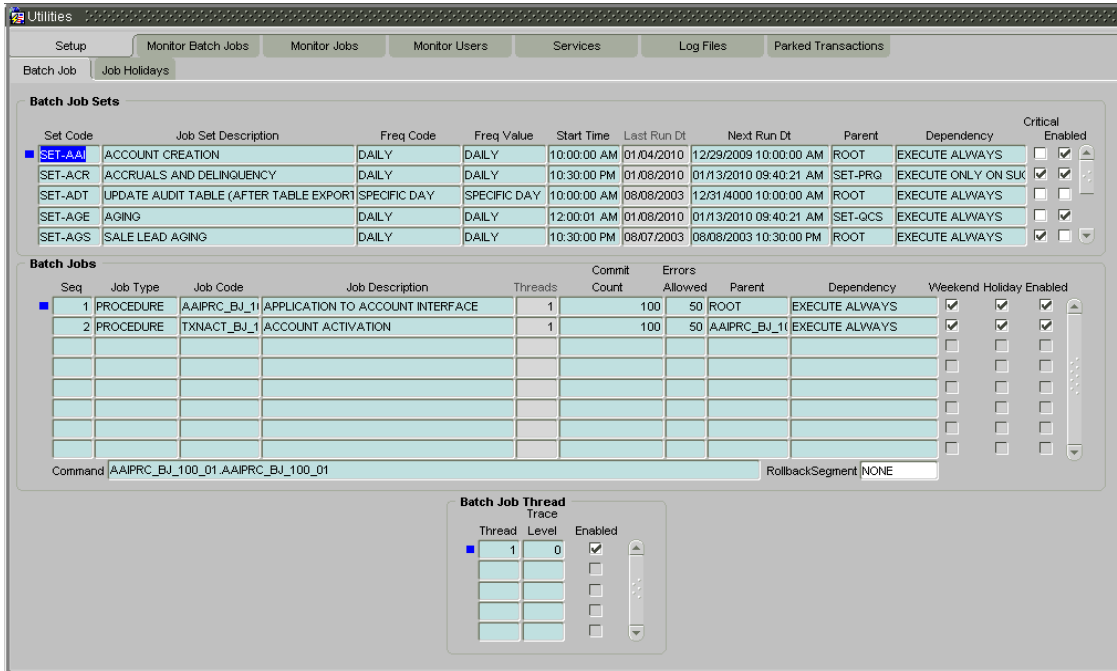 Utilities
Setup Monitor Batch Jobs Monitor Jobs Monitor Users Services Log Files Parked Transactions
Batch Job Job Holidays
Batch Job Sets
Critical
Set Code Job Set Description Freq Code Freq Value Start Time Last Run Dt Next Run Dt Parent Dependency Enabled
SET-AAI ACCOUNT CREATION DAILY DAILY 10:00:00 AM 01/04/2010 12/29/2009 10:00:00 AM ROOT EXECUTE ALWAYS
SET-ACR ACCRUALS AND DELINQUENCY DAILY DAILY 10:30:00 PM 01/08/2010 01/13/2010 09:40:21 AM SET-PRQ EXECUTE ONLY ON SUC
SET-ADT UPDATE AUDIT TABLE (AFTER TABLE EXPORT SPECIFIC DAY SPECIFIC DAY 10:00:00 AM 08/08/2003 12/31/4000 10:00:00 AM ROOT EXECUTE ALWAYS
SET-AGE AGING DAILY DAILY 12:00:01 AM 01/08/2010 01/13/2010 09:40:21 AM SET-QCS EXECUTE ALWAYS
SET-AGS SALE LEAD AGING DAILY DAILY 10:30:00 PM 08/07/2003 08/08/2003 10:30:00 PM ROOT EXECUTE ALWAYS
Batch Jobs
Commit Errors
Seq Job Type Job Code Job Description Threads Count Allowed Parent Dependency Weekend Holiday Enabled
1 PROCEDURE AAIPRC_BJ_1( APPLICATION TO ACCOUNT INTERFACE 1 100 50 ROOT EXECUTE ALWAYS
2 PROCEDURE TXNACT_BJ_1 ACCOUNT ACTIVATION 1 100 50 AAIPRC_BJ_1( EXECUTE ALWAYS
Command AAIPRC_BJ_100_01.AAIPRC_BJ_100_01 RollbackSegment NONE
Batch Job Thread
Trace
Thread Level Enabled
1 0